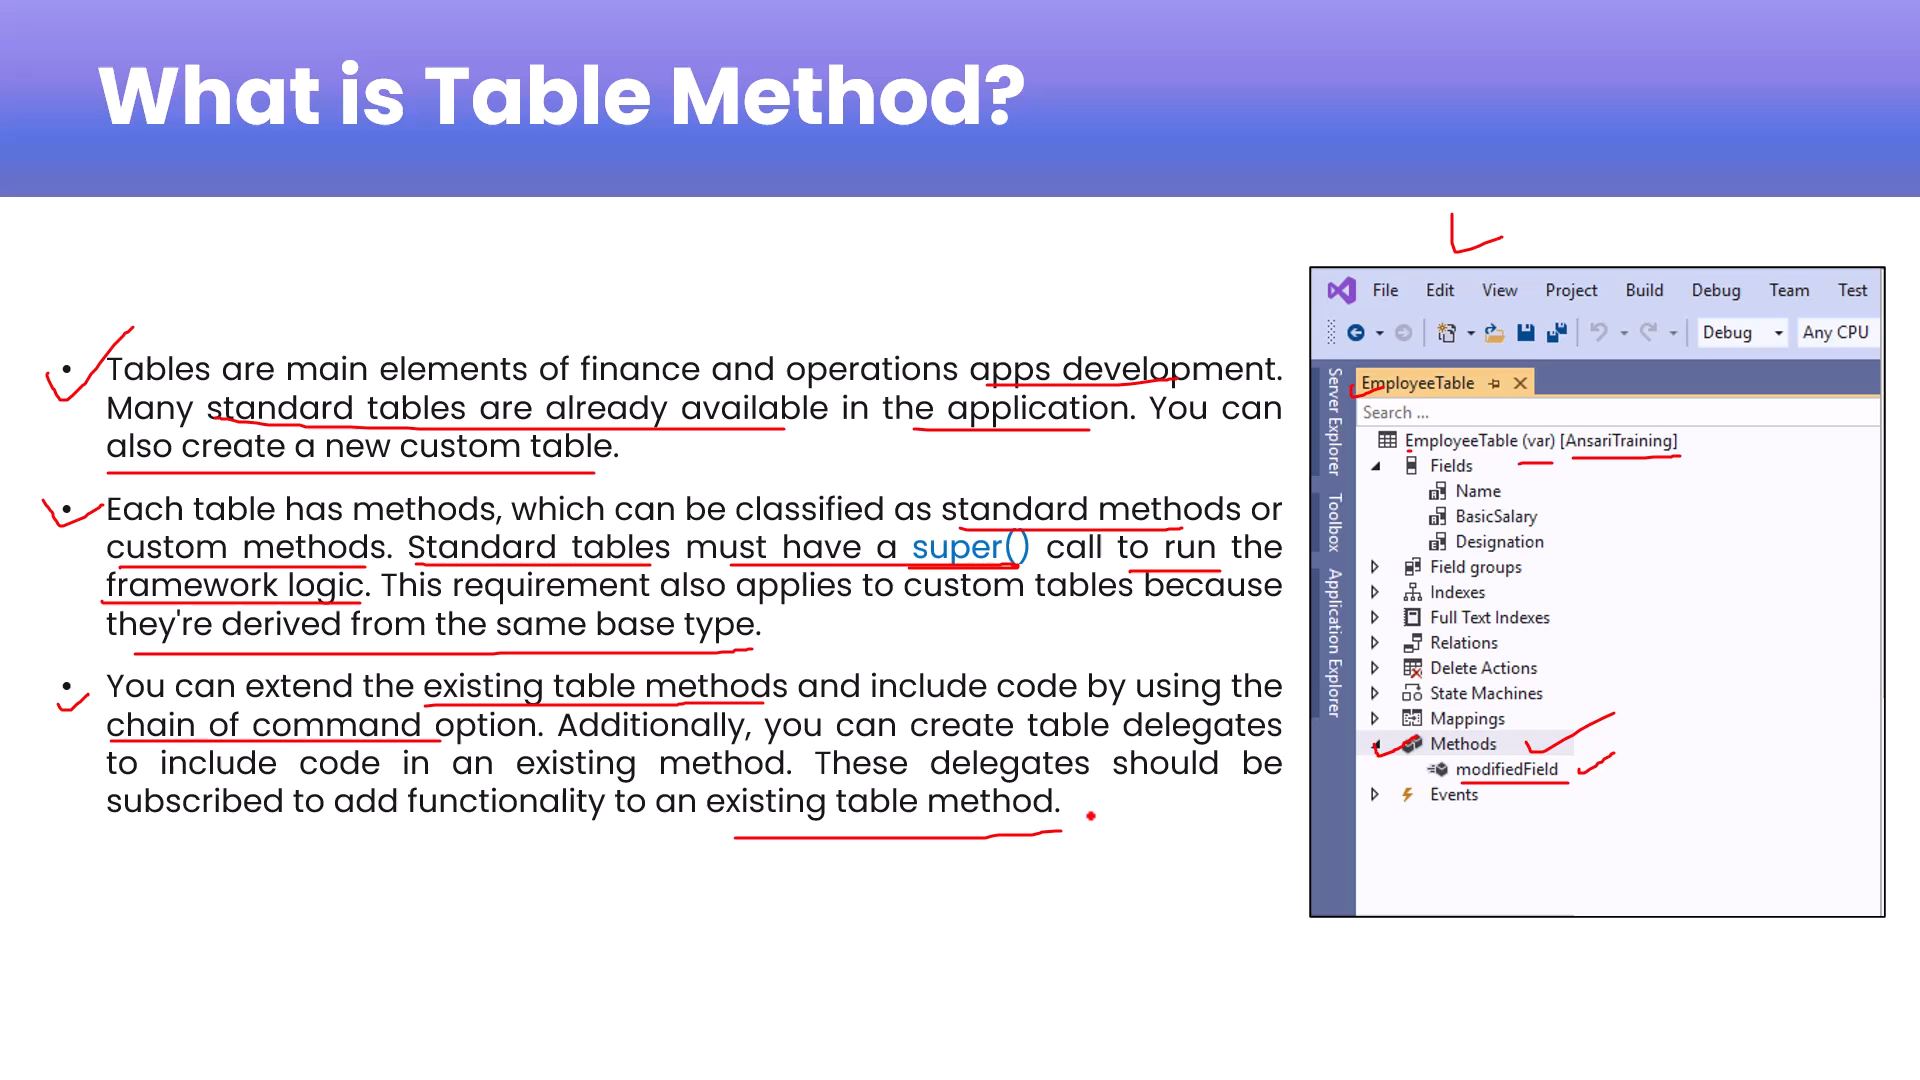 What is Table Method?
• Tables are main elements of finance and operations apps development.
Many standard tables are already available in the application. You can
also create a new custom table.
• Each table has methods, which can be classified as standard methods or
custom methods. Standard tables must have a super() call to run the
framework logic. This requirement also applies to custom tables because
they're derived from the same base type.
• You can extend the existing table methods and include code by using the
chain of command option. Additionally, you can create table delegates
to include code in an existing method. These delegates should be
subscribed to add functionality to an existing table method.
File Edit View Project Build Debug Team Test
Debug Any CPU
Server Explorer
Toolbox
Application Explorer
EmployeeTable
Search ...
EmployeeTable (var) [AnsariTraining]
Fields
Name
BasicSalary
Designation
Field groups
Indexes
Full Text Indexes
Relations
Delete Actions
State Machines
Mappings
Methods
modifiedField
Events